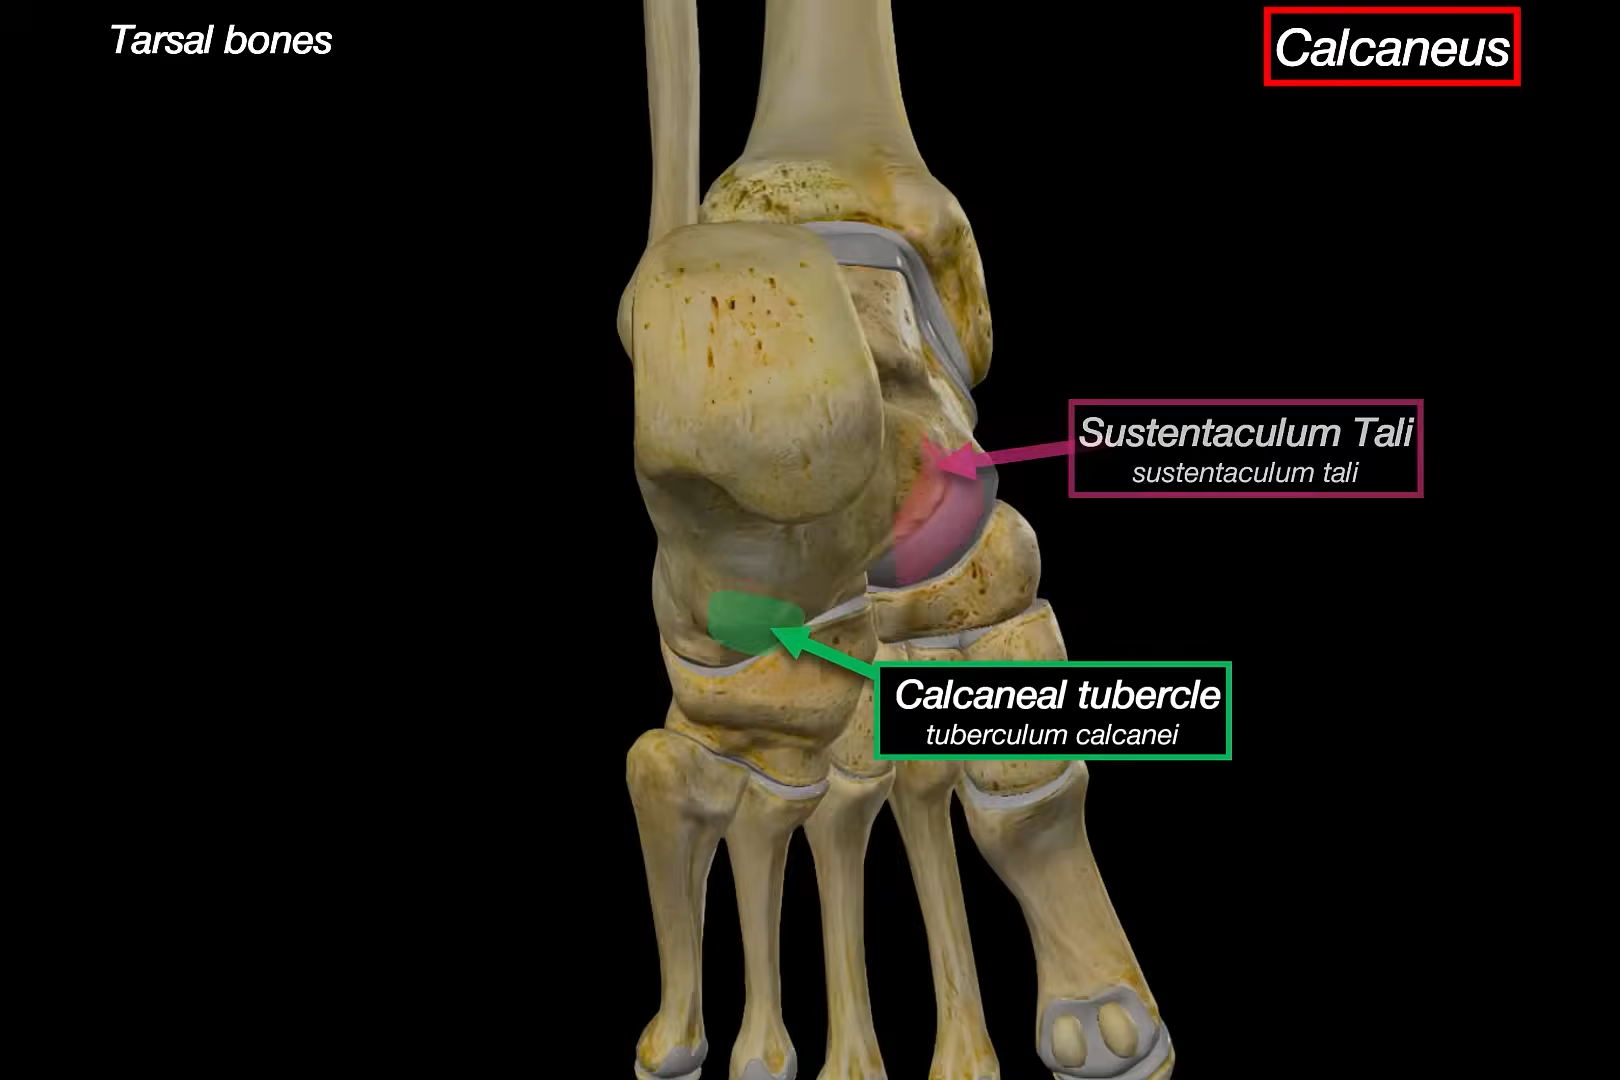 Tarsal bones
Calcaneus
Sustentaculum Tali
sustentaculum tali
Calcaneal tubercle
tuberculum calcanei